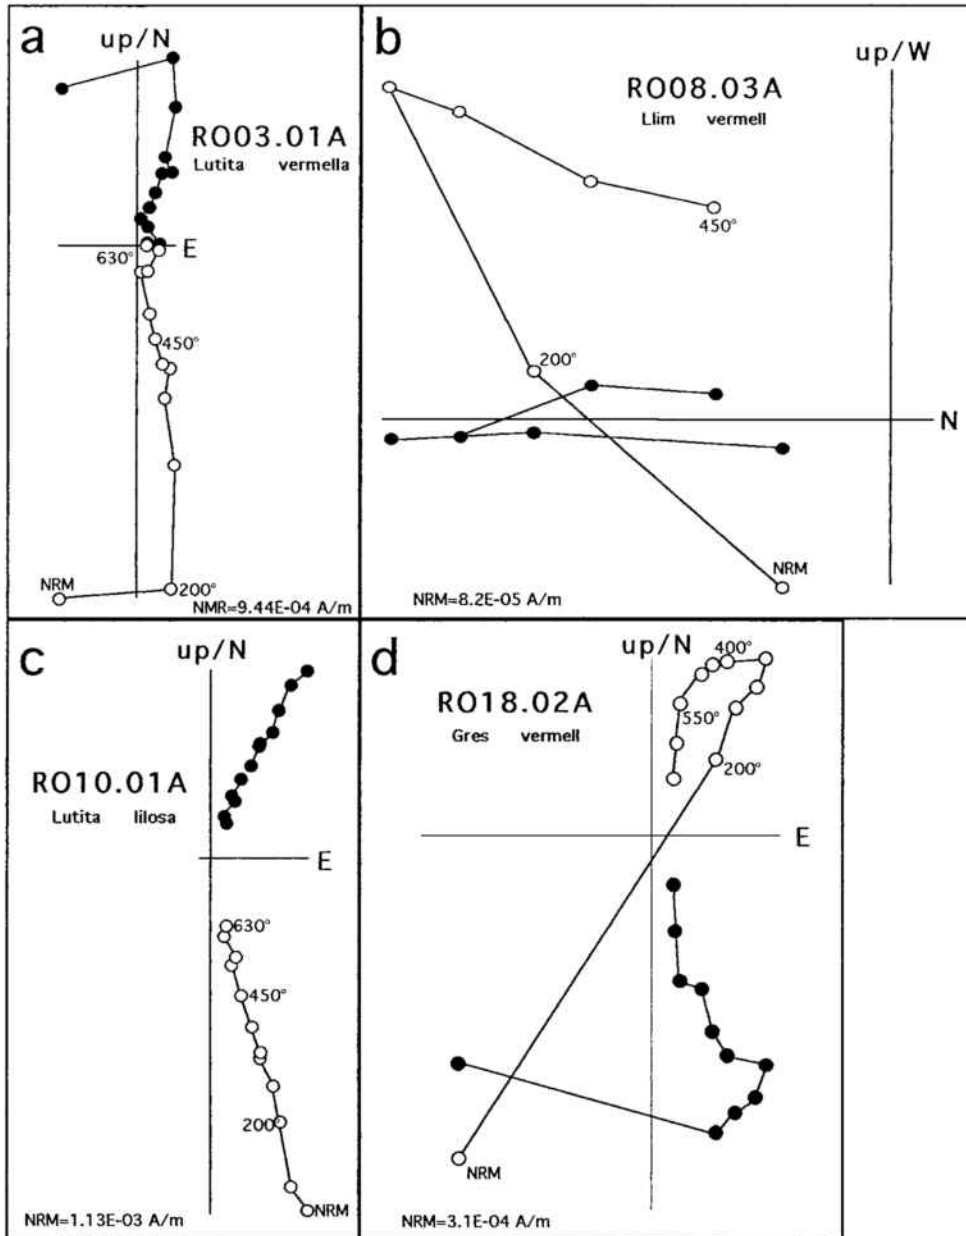 a
up/N
RO03.01A
Lutita vermella
E
630°
450°
NRM
200°
NMR=9.44E-04 A/m
b
up/W
RO08.03A
Llim vermell
450°
200°
N
NRM
NRM=8.2E-05 A/m
c
up/N
RO10.01A
Lutita lilosa
E
630°
450°
200°
NRM
NRM=1.13E-03 A/m
d
up/N
400°
RO18.02A
Gres vermell
550°
200°
E
NRM
NRM=3.1E-04 A/m